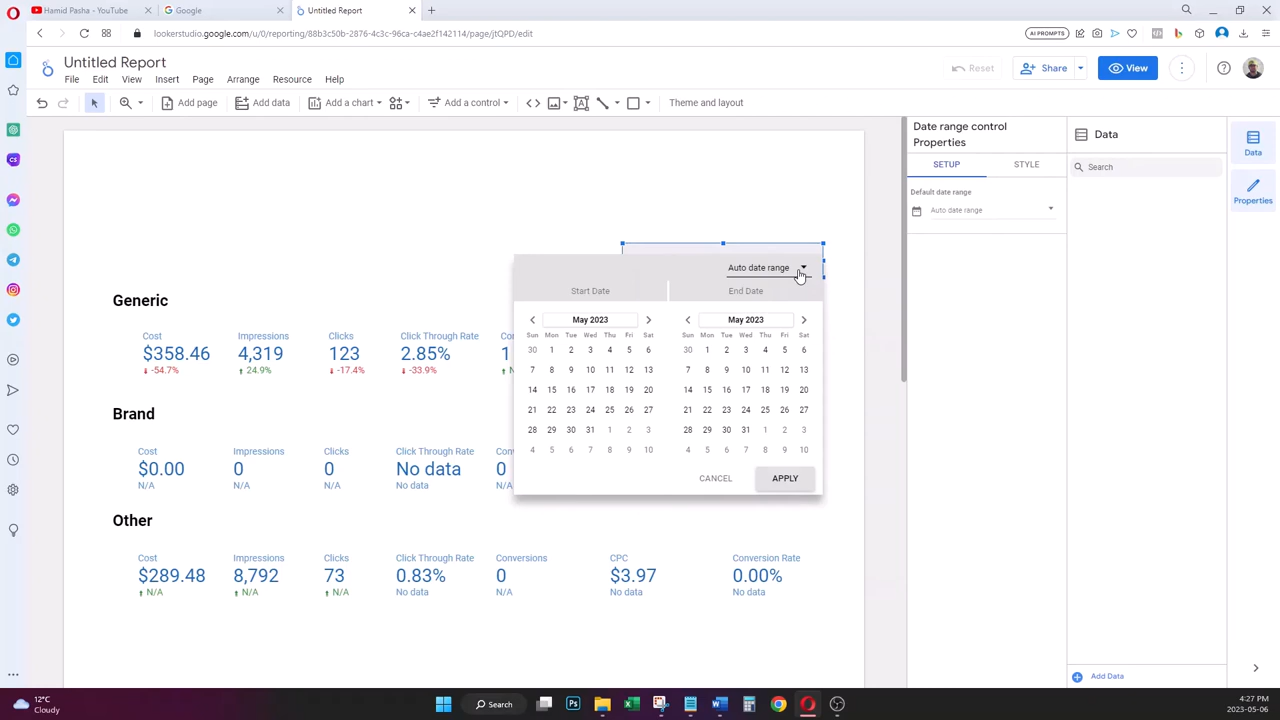 Hamid Pasha - YouTube
Google
Untitled Report
lookerstudio.google.com/u/0/reporting/88b3c50b-2876-4c3c-96ca-c4ae2f142114/page/jtQPD/edit
AI PROMPTS
Untitled Report
File Edit View Insert Page Arrange Resource Help
Reset
Share
View
Add page
Add data
Add a chart
Add a control
Theme and layout
Date range control
Properties
SETUP
STYLE
Default date range
Auto date range
Data
Search
Data
Properties
Auto date range
Start Date
End Date
May 2023
May 2023
Sun Mon Tue Wed Thu Fri Sat
Sun Mon Tue Wed Thu Fri Sat
30 1 2 3 4 5 6
30 1 2 3 4 5 6
7 8 9 10 11 12 13
7 8 9 10 11 12 13
14 15 16 17 18 19 20
14 15 16 17 18 19 20
21 22 23 24 25 26 27
21 22 23 24 25 26 27
28 29 30 31 1 2 3
28 29 30 31 1 2 3
4 5 6 7 8 9 10
4 5 6 7 8 9 10
CANCEL
APPLY
Generic
Cost Impressions Clicks Click Through Rate
$358.46 4,319 123 2.85%
-54.7% 24.9% -17.4% -33.9%
Brand
Cost Impressions Clicks Click Through Rate
$0.00 0 0 No data 0
N/A N/A N/A No data N/A
Other
Cost Impressions Clicks Click Through Rate Conversions CPC Conversion Rate
$289.48 8,792 73 0.83% 0 $3.97 0.00%
N/A N/A N/A No data N/A No data No data
Add Data
12°C
Cloudy
Search
4:27 PM
2023-05-06